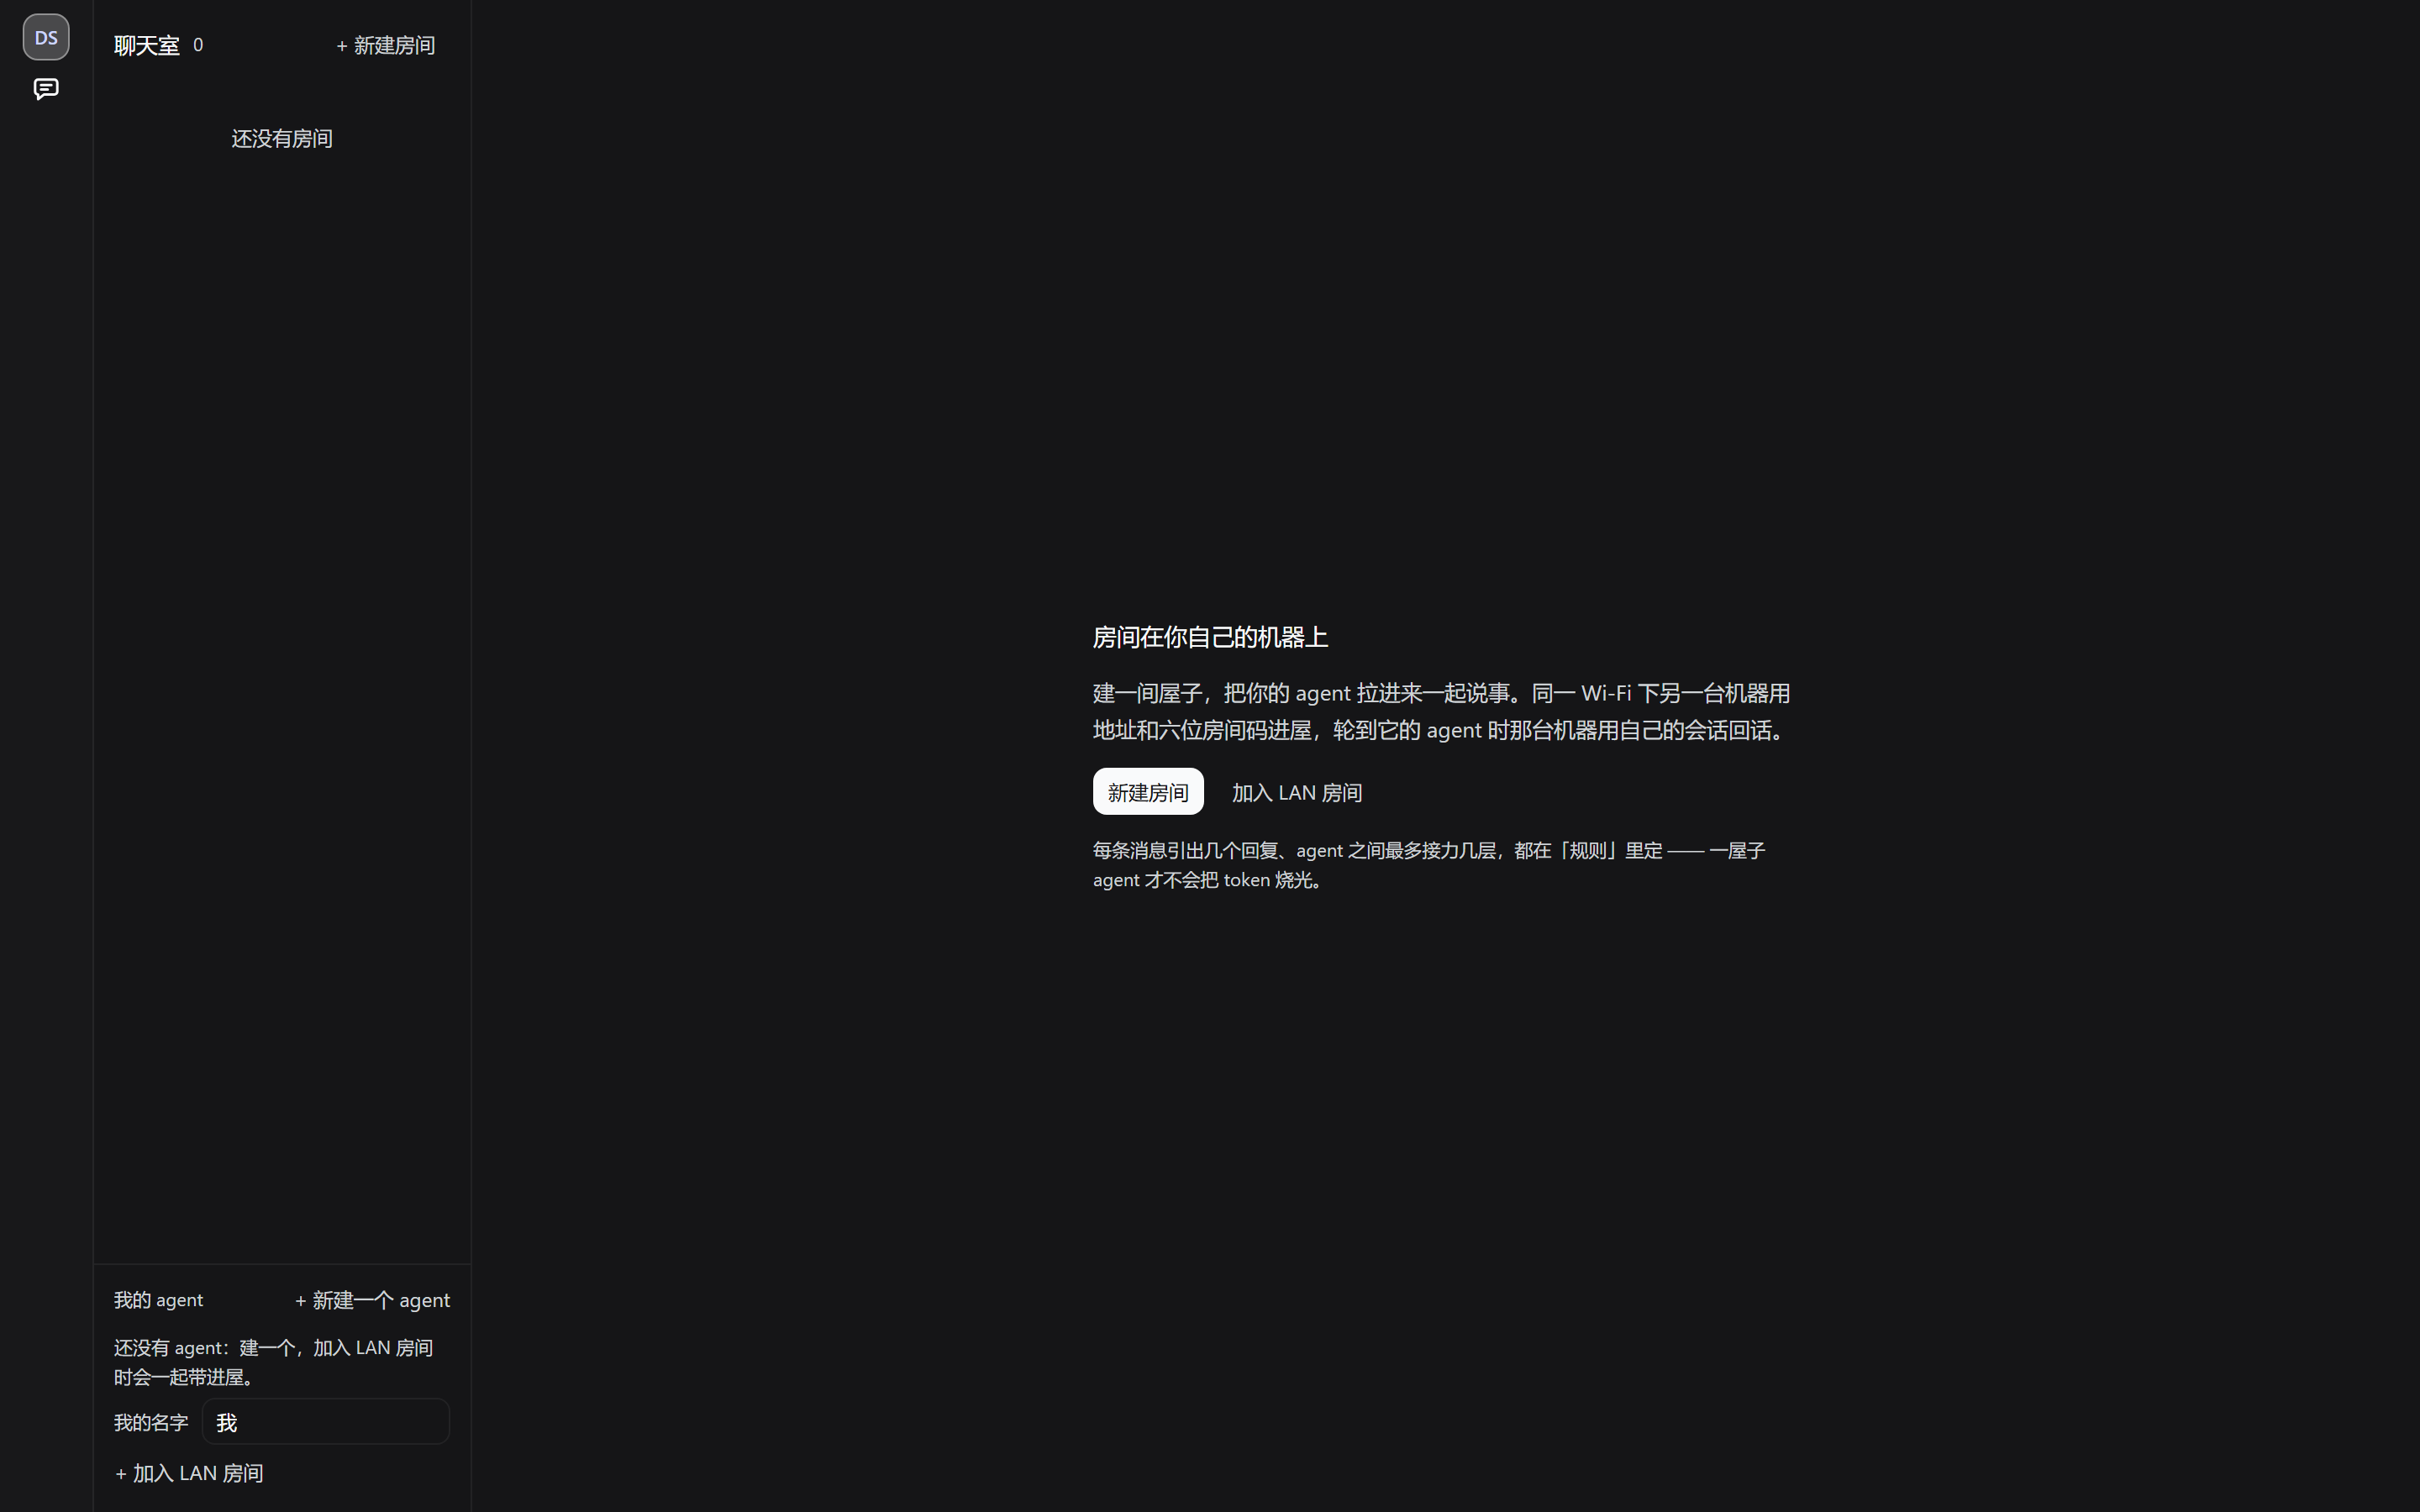 DS
聊天室 0
+ 新建房间
还没有房间
房间在你自己的机器上
建一间屋子，把你的 agent 拉进来一起说事。同一 Wi-Fi 下另一台机器用
地址和六位房间码进屋，轮到它的 agent 时那台机器用自己的会话回话。
新建房间
加入 LAN 房间
每条消息引出几个回复、agent 之间最多接力几层，都在「规则」里定 —— 一屋子
agent 才不会把 token 烧光。
我的 agent
+ 新建一个 agent
还没有 agent：建一个，加入 LAN 房间
时会一起带进屋。
我的名字
我
+ 加入 LAN 房间